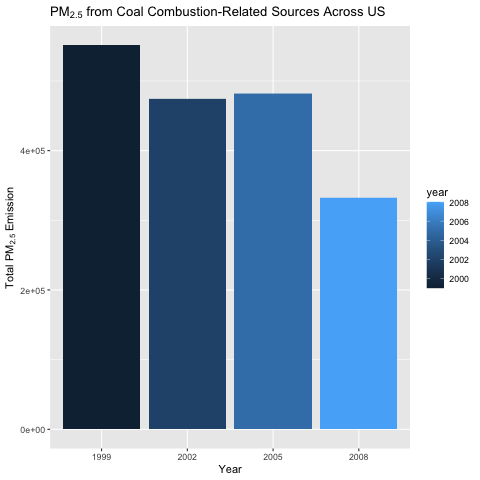 PM2.5 from Coal Combustion-Related Sources Across US
Total PM2.5 Emission
4e+05
2e+05
0e+00
1999 2002 2005 2008
Year
year
2008
2006
2004
2002
2000